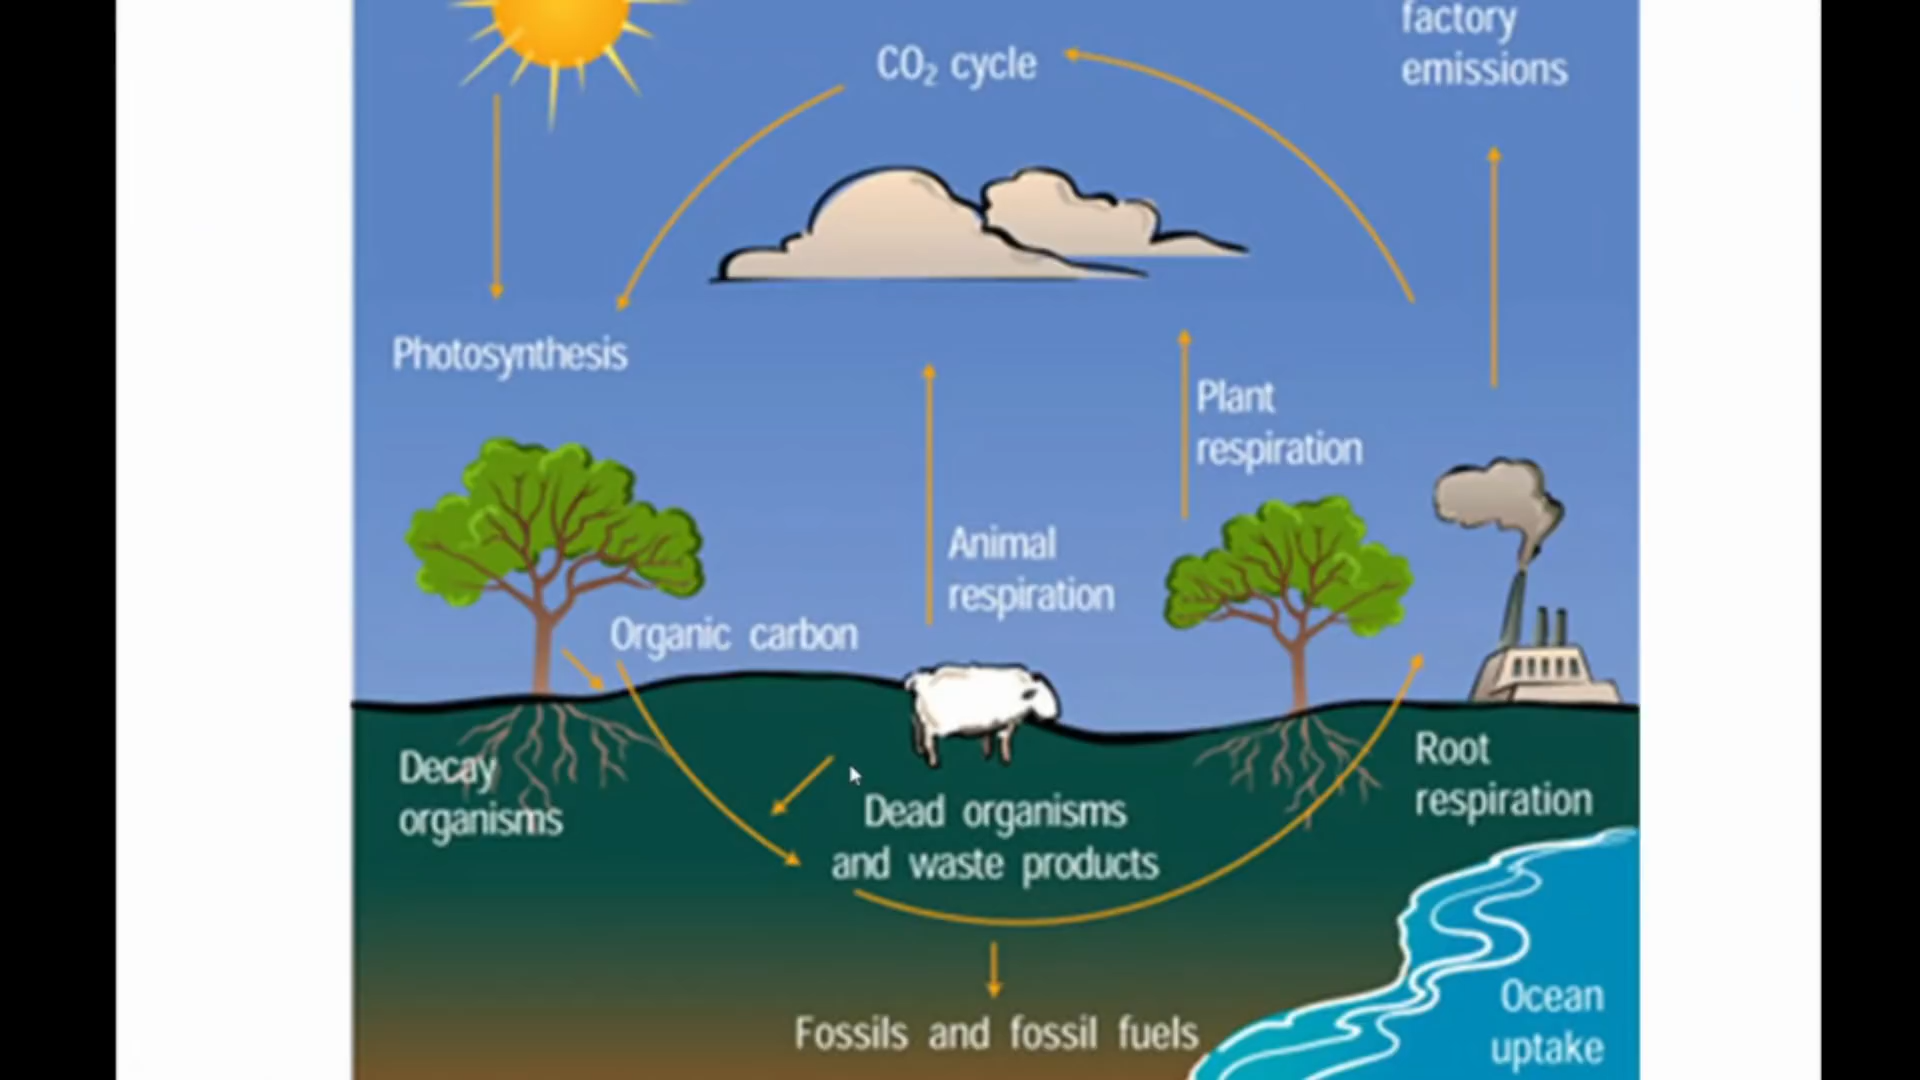 factory
emissions
CO₂ cycle
Photosynthesis
Plant
respiration
Animal
respiration
Organic carbon
Decay
organisms
Dead organisms
and waste products
Root
respiration
Fossils and fossil fuels
Ocean
uptake